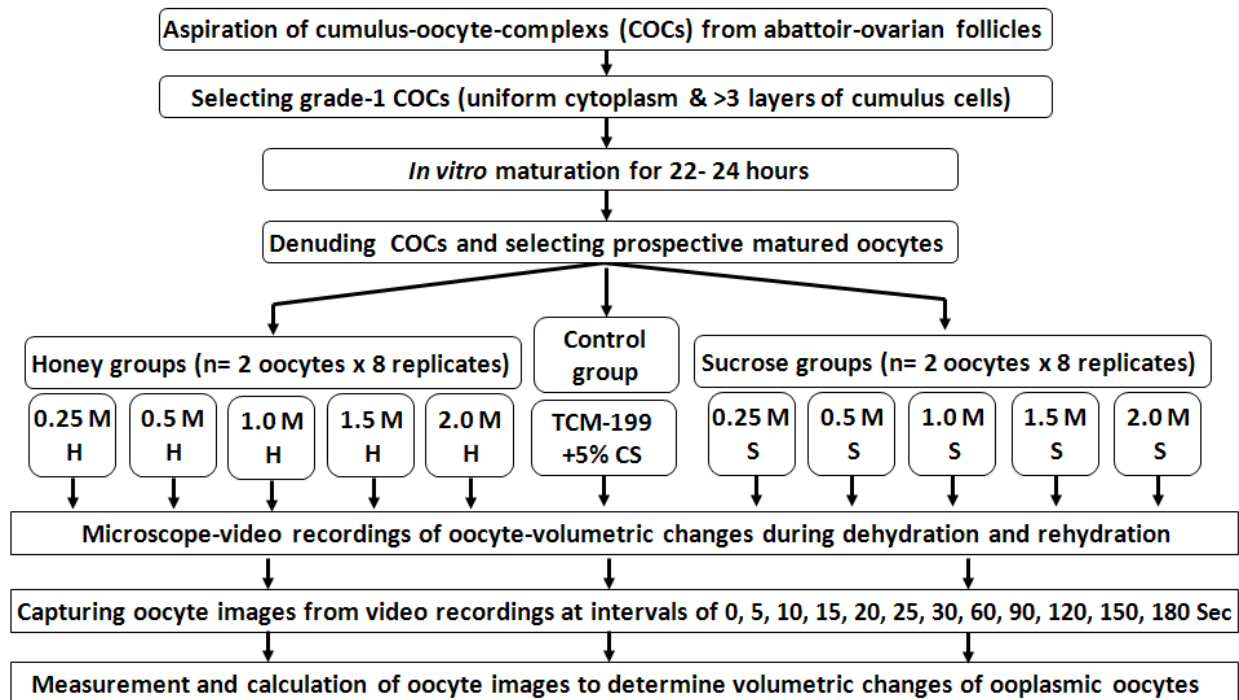 Aspiration of cumulus-oocyte-complexs (COCs) from abattoir-ovarian follicles
Selecting grade-1 COCs (uniform cytoplasm & >3 layers of cumulus cells)
In vitro maturation for 22- 24 hours
Denuding COCs and selecting prospective matured oocytes
Honey groups (n= 2 oocytes x 8 replicates)
Control
group
Sucrose groups (n= 2 oocytes x 8 replicates)
0.25 M
H
0.5 M
H
1.0 M
H
1.5 M
H
2.0 M
H
TCM-199
+5% CS
0.25 M
S
0.5 M
S
1.0 M
S
1.5 M
S
2.0 M
S
Microscope-video recordings of oocyte-volumetric changes during dehydration and rehydration
Capturing oocyte images from video recordings at intervals of 0, 5, 10, 15, 20, 25, 30, 60, 90, 120, 150, 180 Sec
Measurement and calculation of oocyte images to determine volumetric changes of ooplasmic oocytes